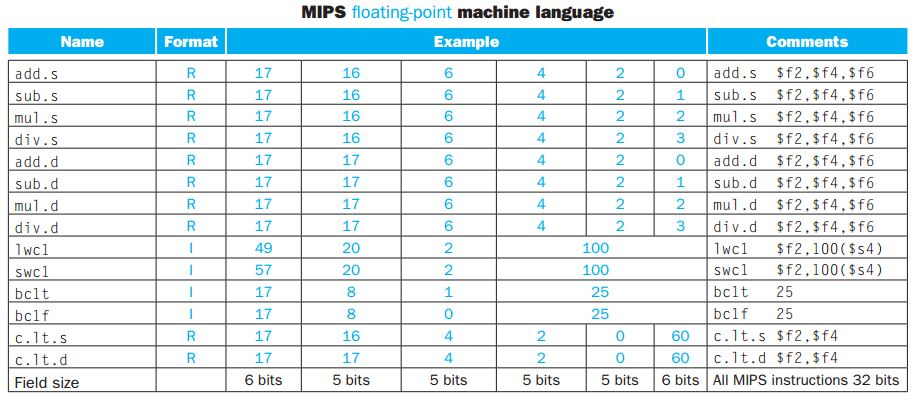 MIPS floating-point machine language
Name Format Example Comments
add.s R 17 16 6 4 2 0 add.s $f2,$f4,$f6
sub.s R 17 16 6 4 2 1 sub.s $f2,$f4,$f6
mul.s R 17 16 6 4 2 2 mul.s $f2,$f4,$f6
div.s R 17 16 6 4 2 3 div.s $f2,$f4,$f6
add.d R 17 17 6 4 2 0 add.d $f2,$f4,$f6
sub.d R 17 17 6 4 2 1 sub.d $f2,$f4,$f6
mul.d R 17 17 6 4 2 2 mul.d $f2,$f4,$f6
div.d R 17 17 6 4 2 3 div.d $f2,$f4,$f6
lwc1 I 49 20 2 100 lwc1 $f2,100($s4)
swc1 I 57 20 2 100 swc1 $f2,100($s4)
bc1t I 17 8 1 25 bc1t 25
bc1f I 17 8 0 25 bc1f 25
c.lt.s R 17 16 4 2 0 60 c.lt.s $f2,$f4
c.lt.d R 17 17 4 2 0 60 c.lt.d $f2,$f4
Field size 6 bits 5 bits 5 bits 5 bits 5 bits 6 bits All MIPS instructions 32 bits